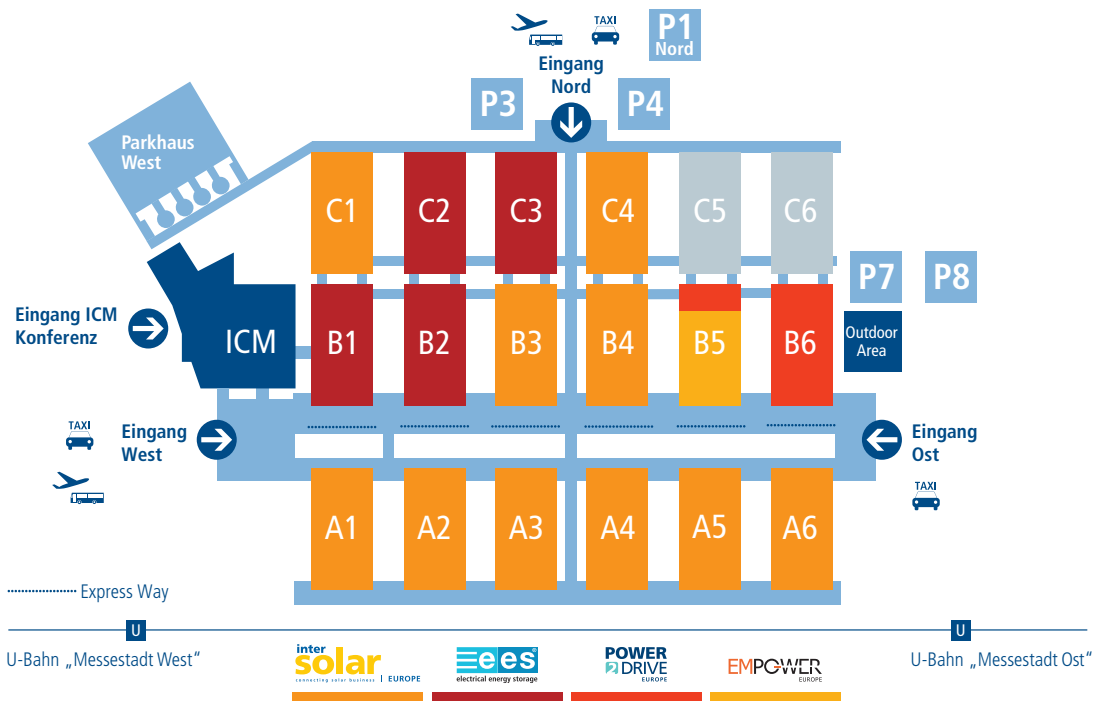 TAXI
P1
Nord
Eingang
Nord
P3
P4
Parkhaus
West
C1
C2
C3
C4
C5
C6
P7
P8
Eingang ICM
Konferenz
ICM
B1
B2
B3
B4
B5
B6
Outdoor
Area
TAXI
Eingang
West
Eingang
Ost
TAXI
A1
A2
A3
A4
A5
A6
Express Way
U
U
U-Bahn „Messestadt West“
U-Bahn „Messestadt Ost“
inter
solar
connecting solar business | EUROPE
ees
electrical energy storage
POWER
2 DRIVE
EUROPE
EMPOWER
EUROPE